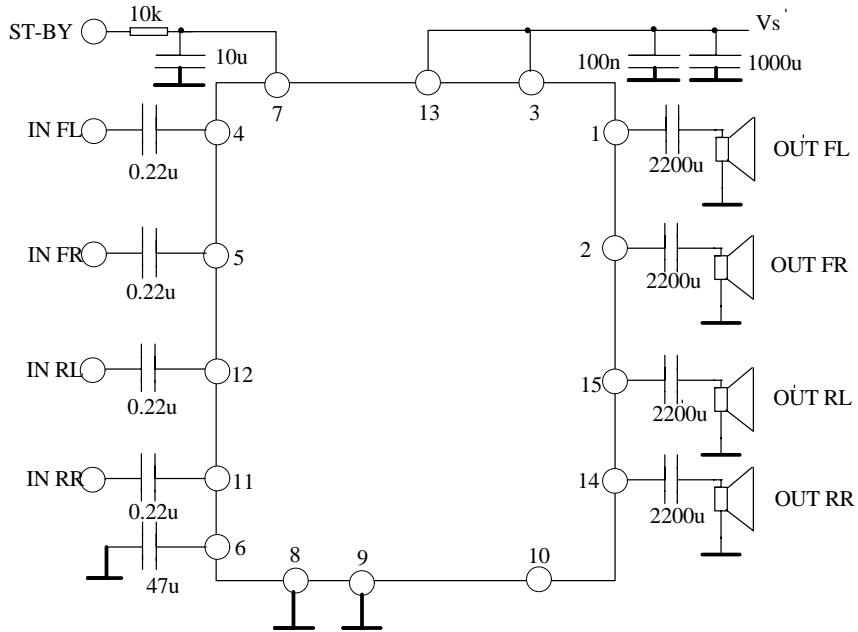 10k
Vs
ST-BY
10u
100n
1000u
7
13
3
IN FL
4
1
0.22u
2200u
OUT FL
IN FR
5
2
0.22u
2200u
OUT FR
IN RL
12
15
0.22u
2200u
OUT RL
IN RR
11
14
0.22u
2200u
OUT RR
6
47u
8
9
10